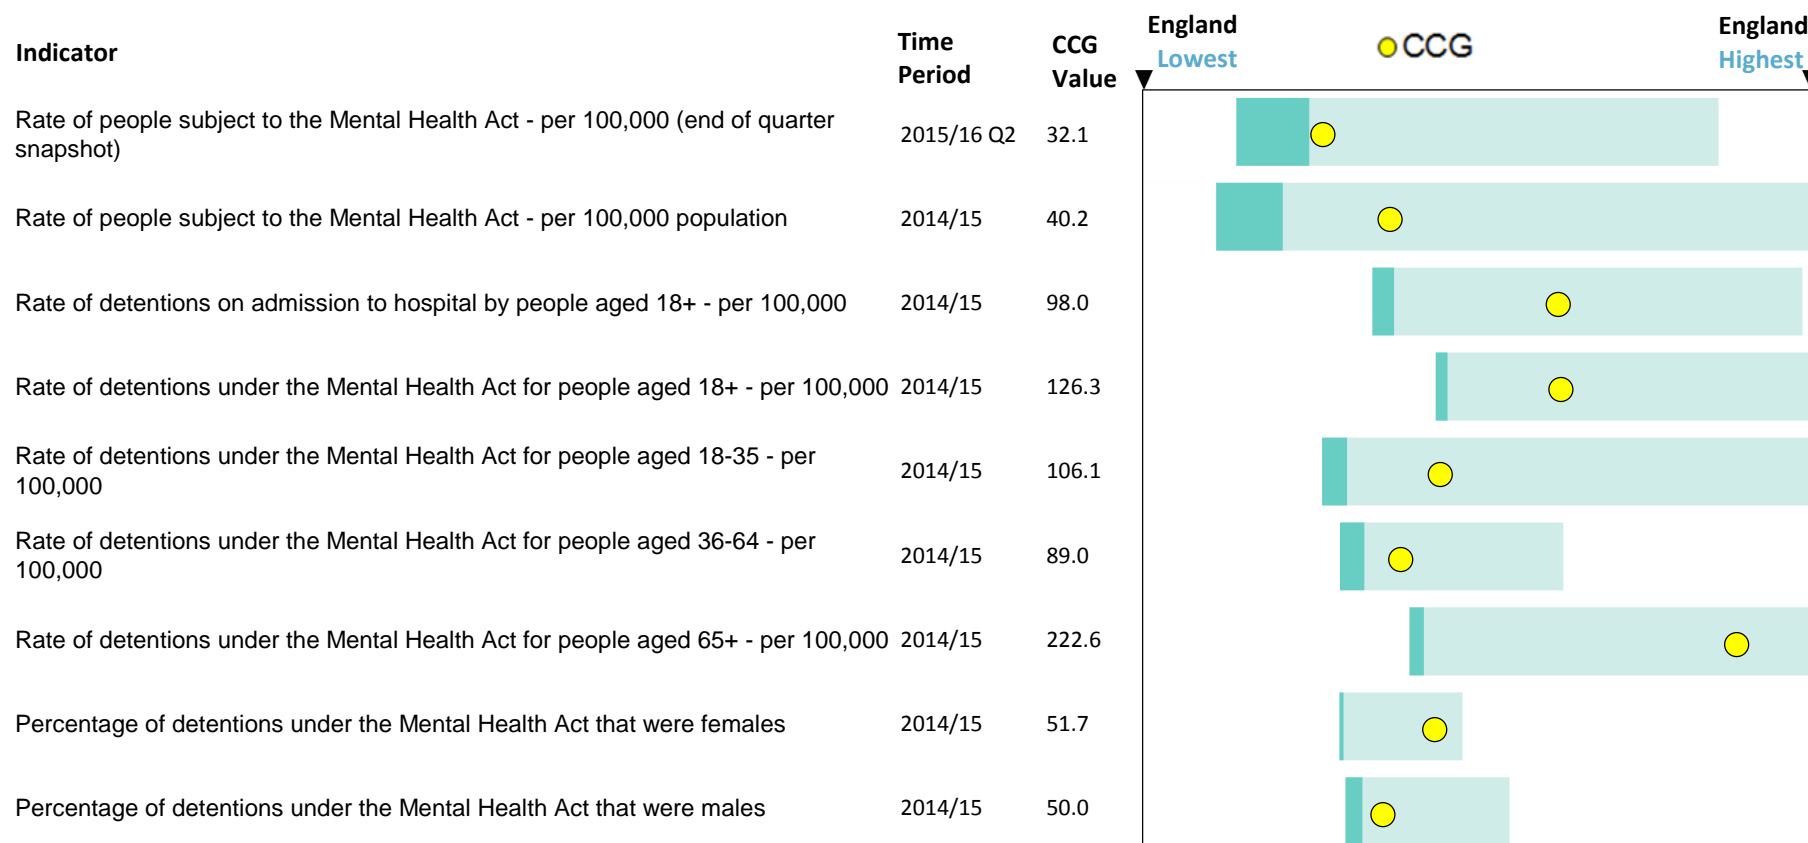 Indicator
Time
Period
CCG
Value
England
Lowest
CCG
England
Highest
Rate of people subject to the Mental Health Act - per 100,000 (end of quarter
snapshot)
2015/16 Q2
32.1
Rate of people subject to the Mental Health Act - per 100,000 population
2014/15
40.2
Rate of detentions on admission to hospital by people aged 18+ - per 100,000
2014/15
98.0
Rate of detentions under the Mental Health Act for people aged 18+ - per 100,000
2014/15
126.3
Rate of detentions under the Mental Health Act for people aged 18-35 - per
100,000
2014/15
106.1
Rate of detentions under the Mental Health Act for people aged 36-64 - per
100,000
2014/15
89.0
Rate of detentions under the Mental Health Act for people aged 65+ - per 100,000
2014/15
222.6
Percentage of detentions under the Mental Health Act that were females
2014/15
51.7
Percentage of detentions under the Mental Health Act that were males
2014/15
50.0